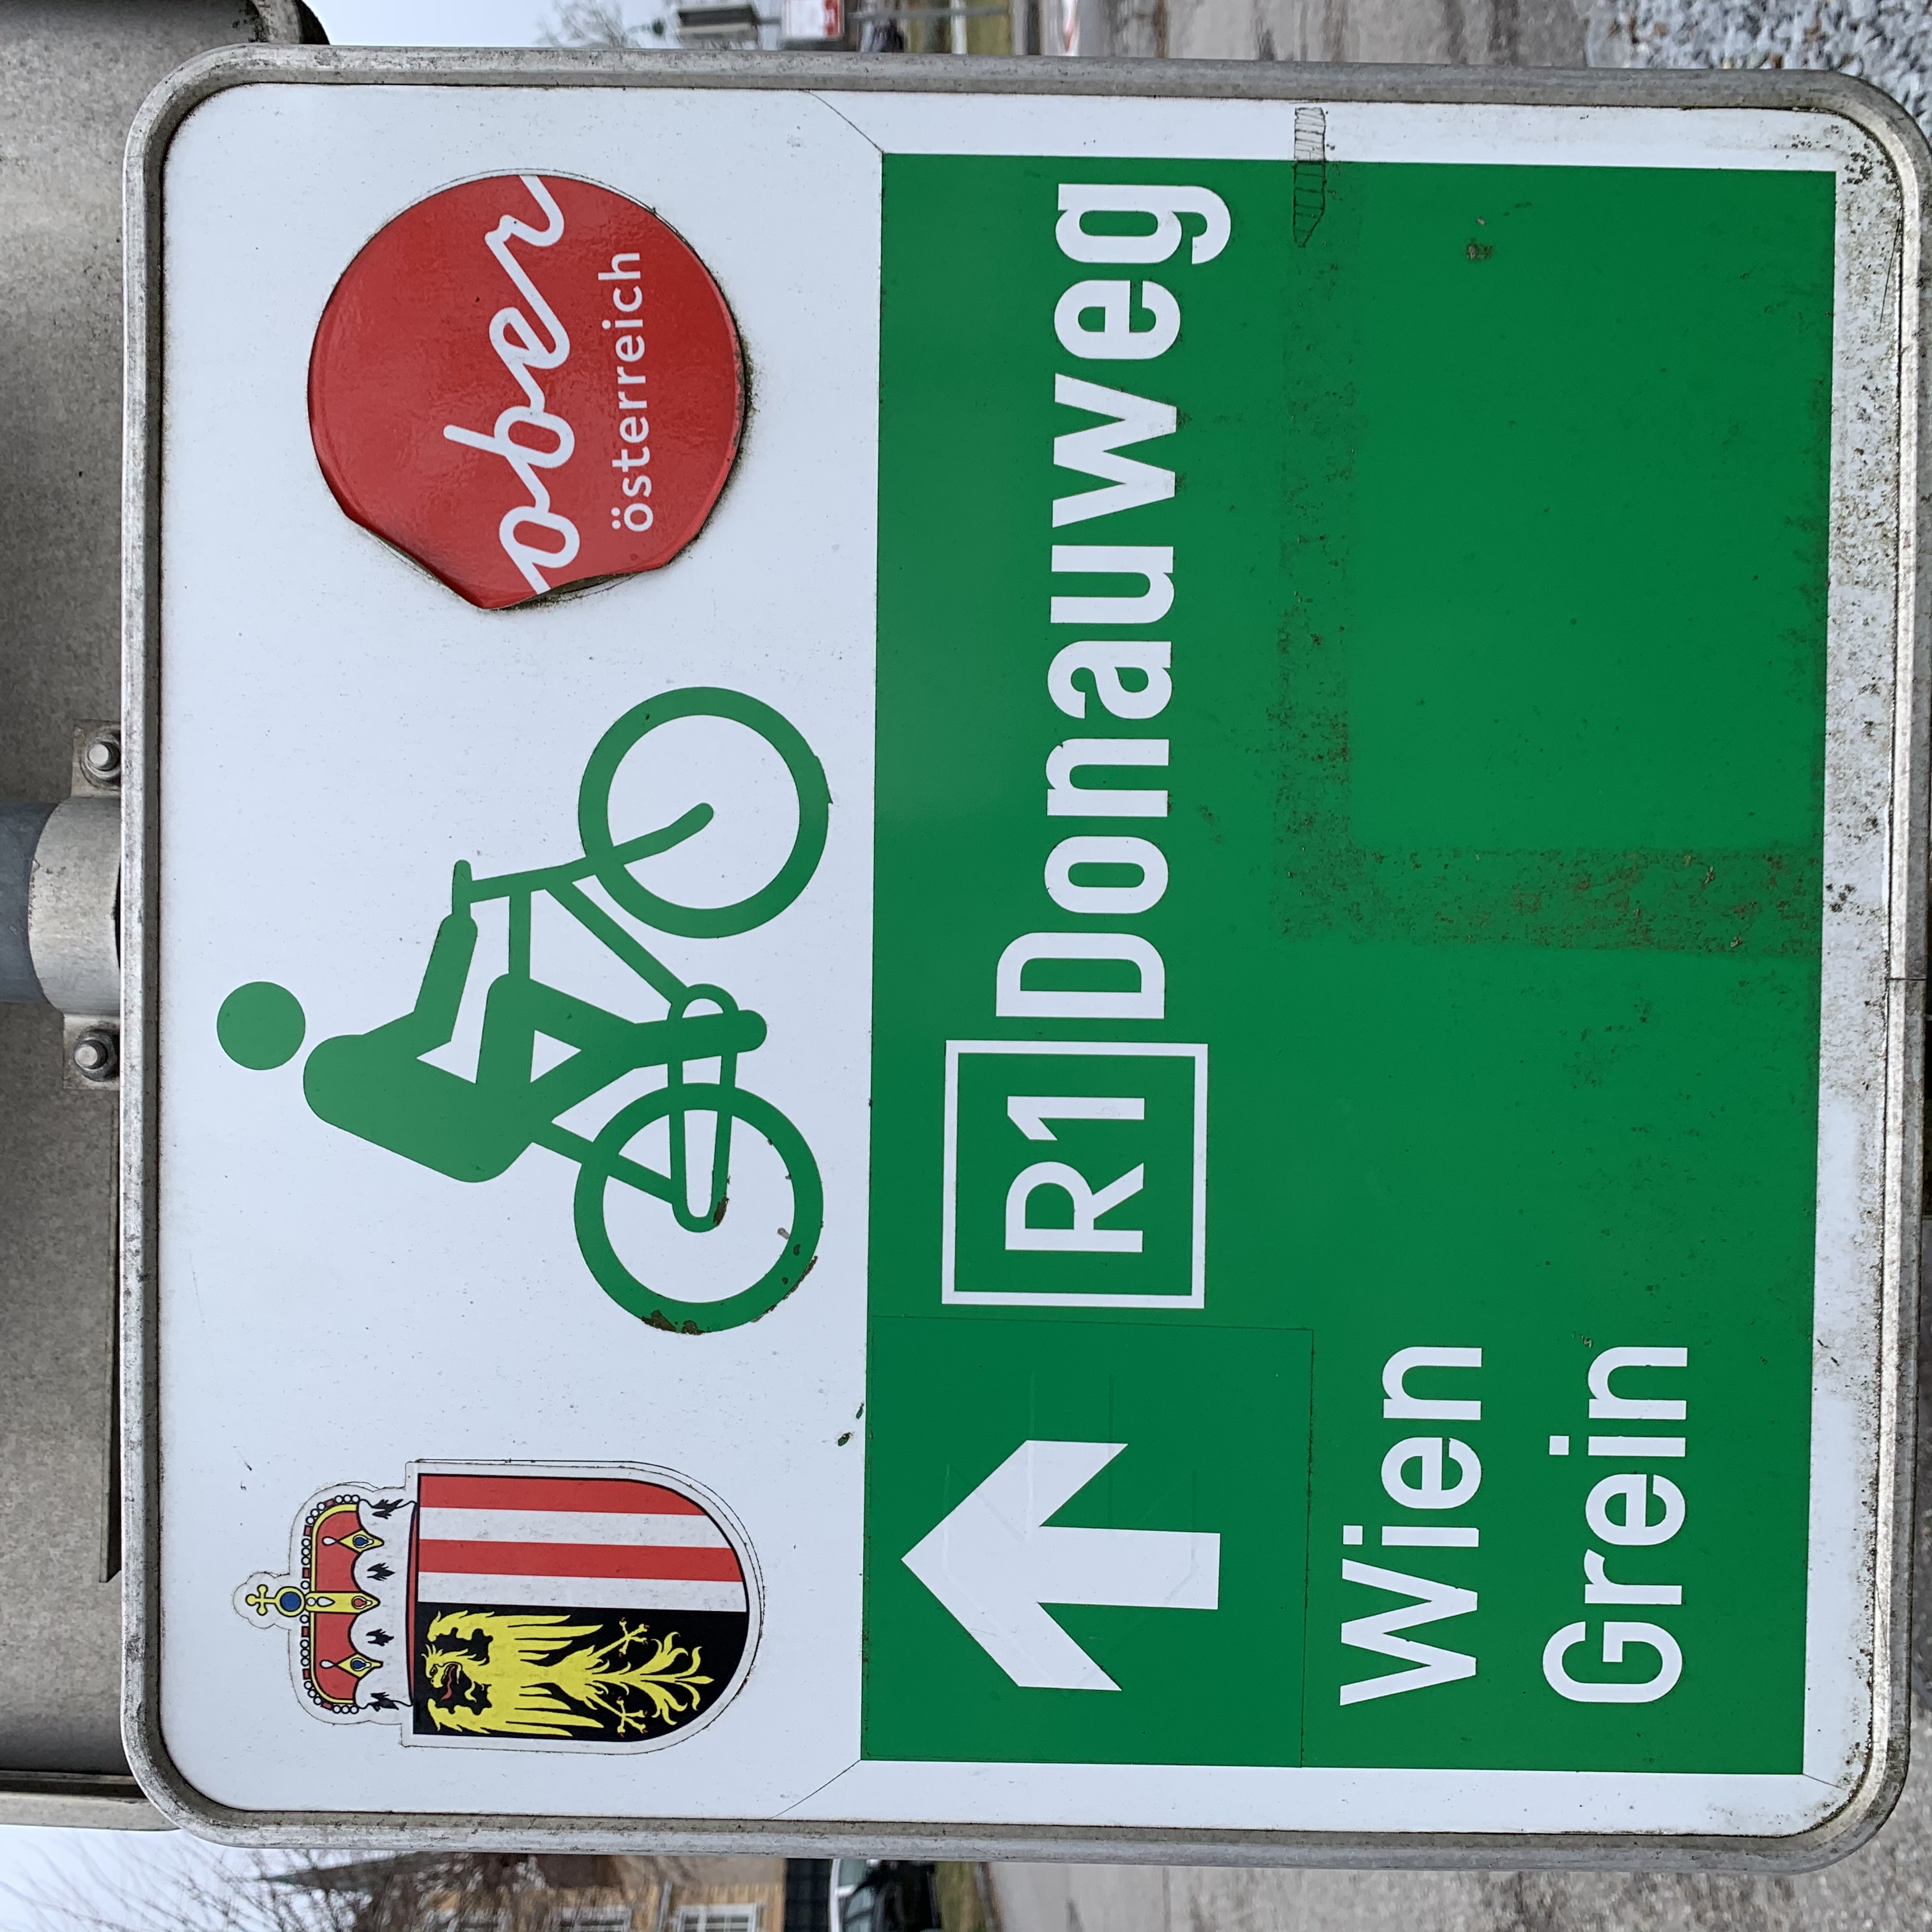 ober
österreich
R1 Donauweg
Wien
Grein